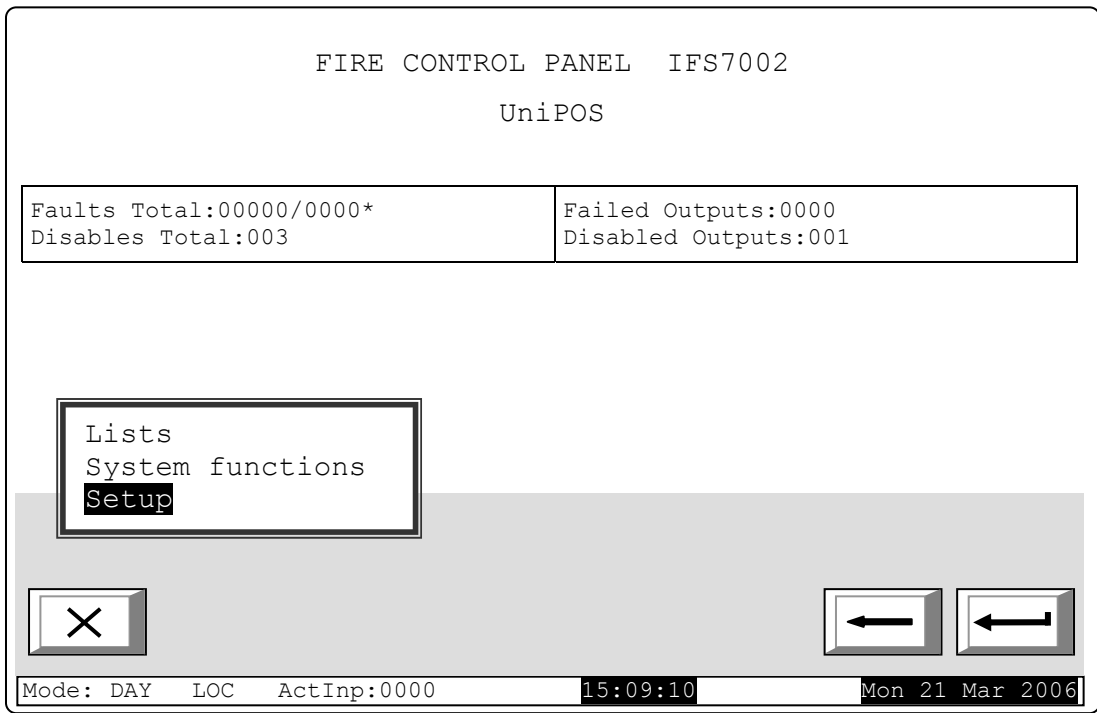 FIRE CONTROL PANEL IFS7002
UniPOS
Faults Total:00000/0000*
Disables Total:003
Failed Outputs:0000
Disabled Outputs:001
Lists
System functions
Setup
Mode: DAY LOC ActInp:0000 15:09:10 Mon 21 Mar 2006